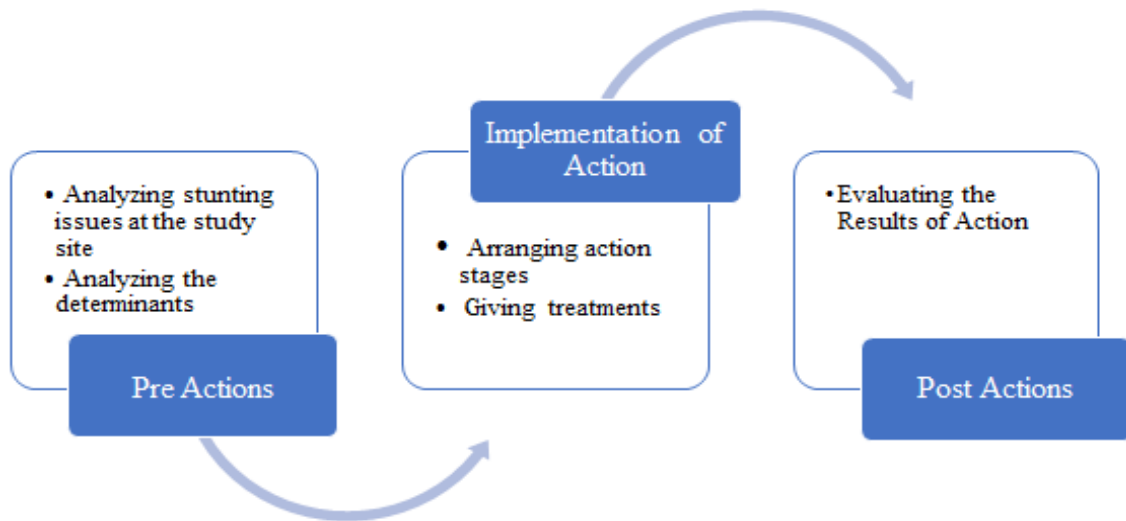 • Analyzing stunting
issues at the study
site
• Analyzing the
determinants
Pre Actions
Implementation of
Action
• Arranging action
stages
• Giving treatments
•Evaluating the
Results of Action
Post Actions